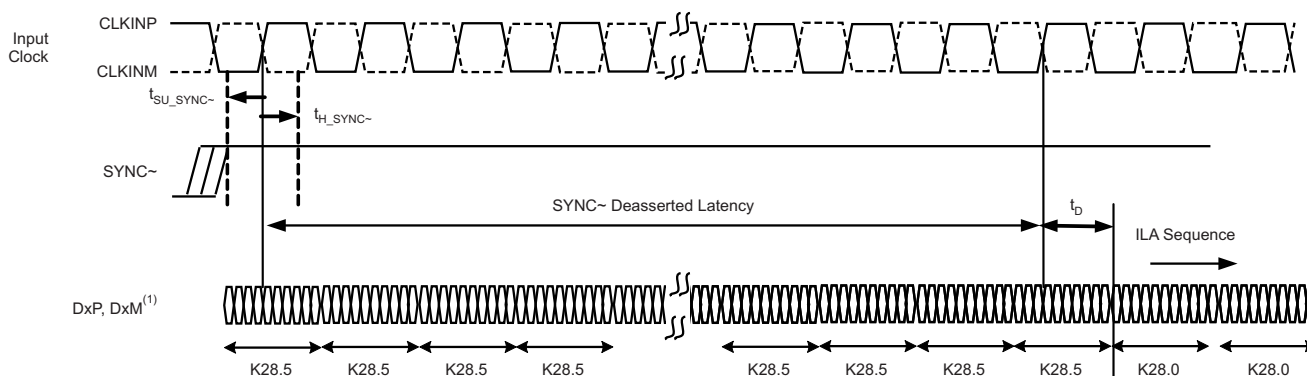 Input Clock
CLKINP
CLKINM
tSU_SYNC~
tH_SYNC~
SYNC~
SYNC~ Deasserted Latency
tD
ILA Sequence
DxP, DxM(1)
K28.5 K28.5 K28.5 K28.5 K28.5 K28.5 K28.5 K28.5 K28.0 K28.0